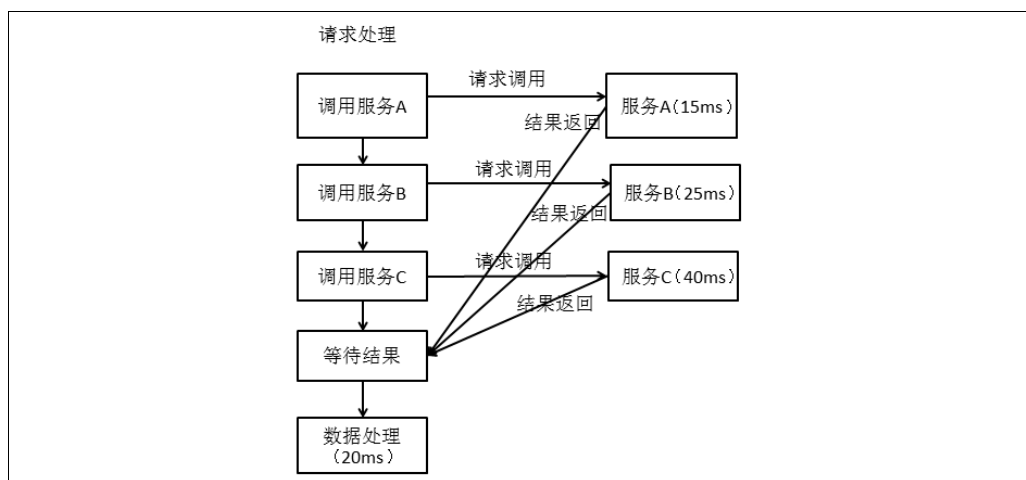 请求处理
调用服务A
请求调用
服务A(15ms)
结果返回
调用服务B
请求调用
服务B(25ms)
结果返回
调用服务C
请求调用
服务C(40ms)
结果返回
等待结果
数据处理
(20ms)